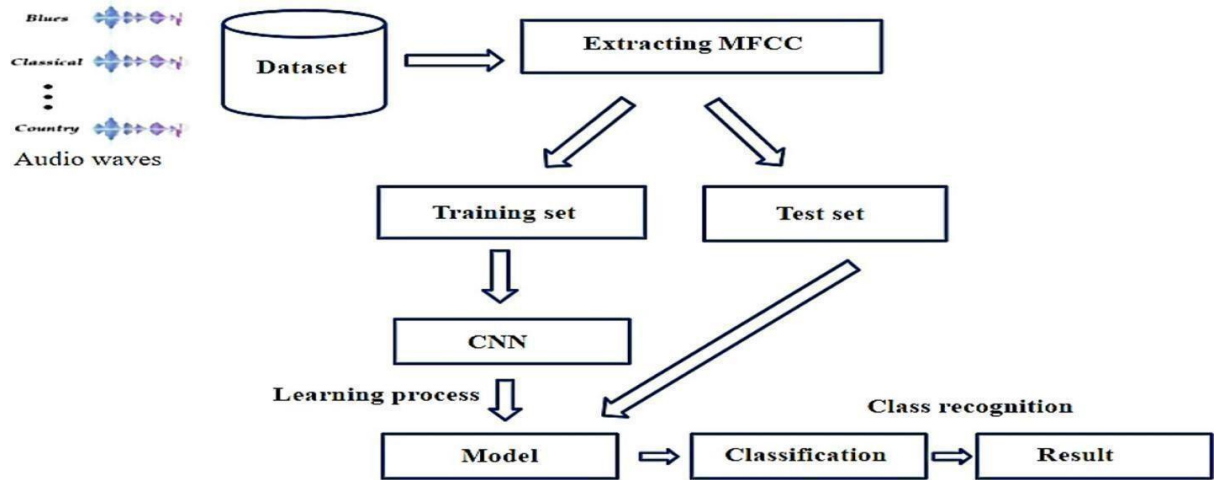 Blues
Classical
Country
Audio waves
Dataset
Extracting MFCC
Training set
Test set
CNN
Learning process
Class recognition
Model
Classification
Result